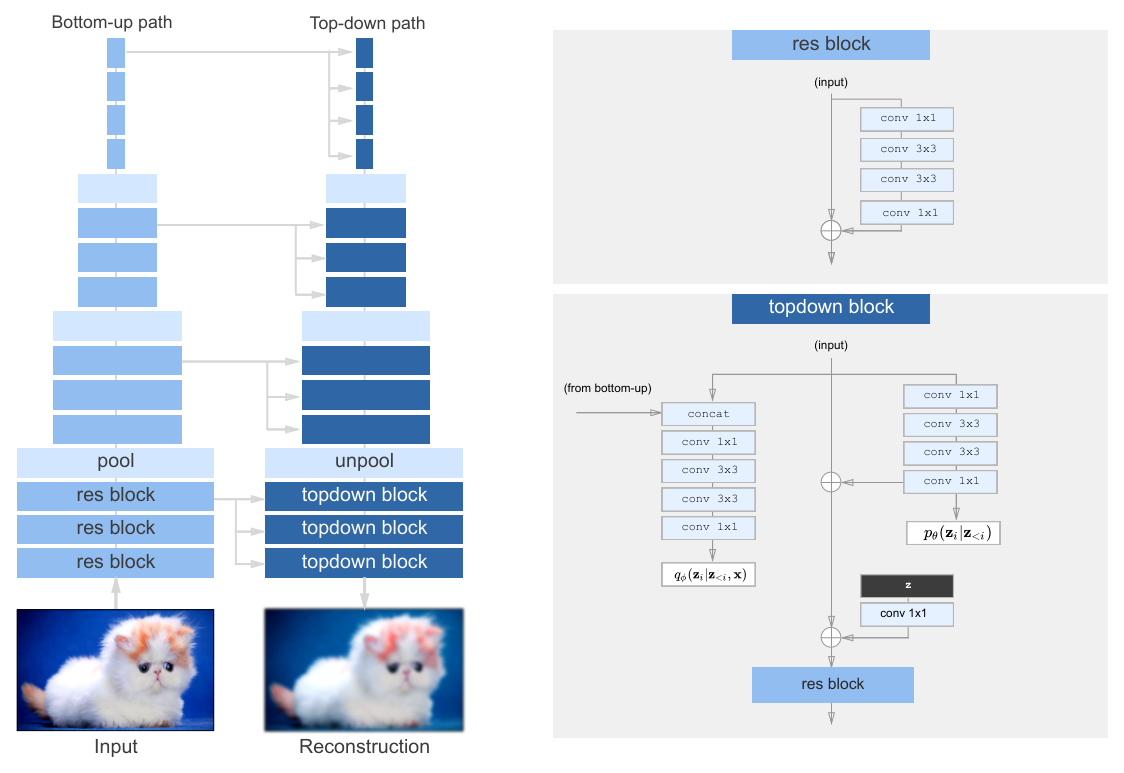 Bottom-up path
Top-down path
pool
res block
res block
res block
Input
unpool
topdown block
topdown block
topdown block
Reconstruction
res block
(input)
conv 1x1
conv 3x3
conv 3x3
conv 1x1
topdown block
(input)
(from bottom-up)
concat
conv 1x1
conv 3x3
conv 3x3
conv 1x1
qϕ(zᵢ|z<ᵢ, x)
conv 1x1
conv 3x3
conv 3x3
conv 1x1
pθ(zᵢ|z<ᵢ)
z
conv 1x1
res block